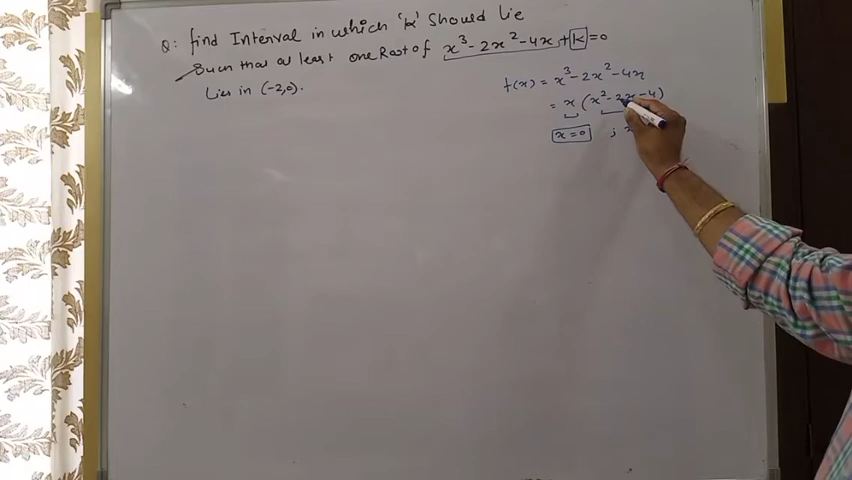 Q: find Interval in which 'k' should lie
Such that at least one Root of x³-2x²-4x+k=0
Lies in (-2,0).
f(x) = x³-2x²-4x
= x(x²-2x-4)
x=0 ; x